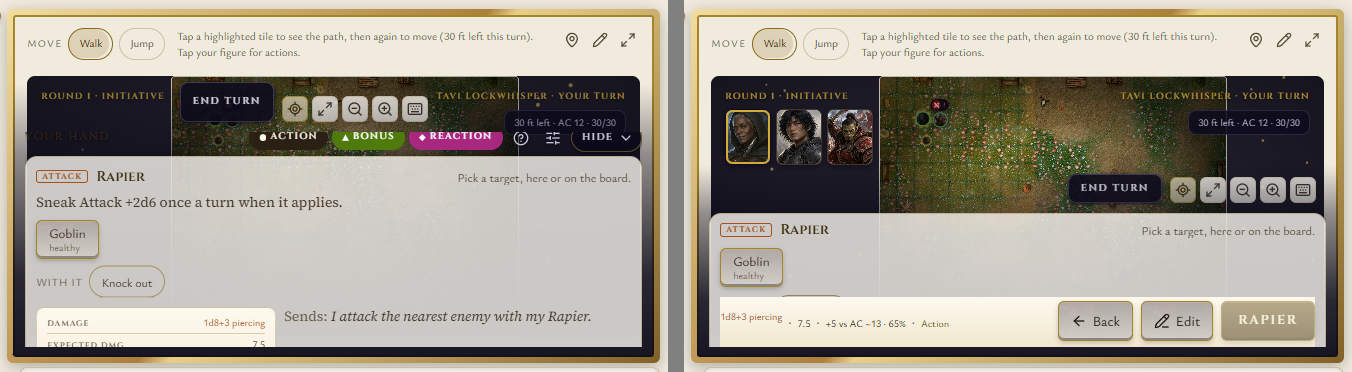 MOVE Walk Jump Tap a highlighted tile to see the path, then again to move (30 ft left this turn).
Tap your figure for actions.
ROUND 1 · INITIATIVE END TURN TAVI LOCKWHISPER · YOUR TURN
30 ft left · AC 12 · 30/30
YOUR HAND ACTION BONUS REACTION HIDE
ATTACK RAPIER Pick a target, here or on the board.
Sneak Attack +2d6 once a turn when it applies.
Goblin
healthy
WITH IT Knock out
DAMAGE 1d8+3 piercing
Sends: I attack the nearest enemy with my Rapier.
EXPECTED DMG 7.5
MOVE Walk Jump Tap a highlighted tile to see the path, then again to move (30 ft left this turn).
Tap your figure for actions.
ROUND 1 · INITIATIVE TAVI LOCKWHISPER · YOUR TURN
30 ft left · AC 12 · 30/30
END TURN
ATTACK RAPIER Pick a target, here or on the board.
Goblin
healthy
1d8+3 piercing · 7.5 · +5 vs AC ~13 · 65% · Action Back Edit RAPIER